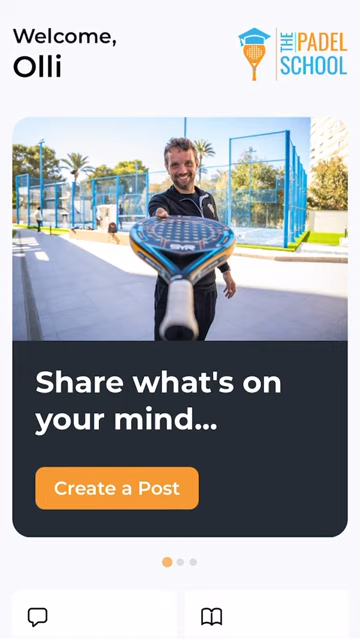 Welcome,
Olli
THE PADEL
SCHOOL
Share what's on
your mind...
Create a Post